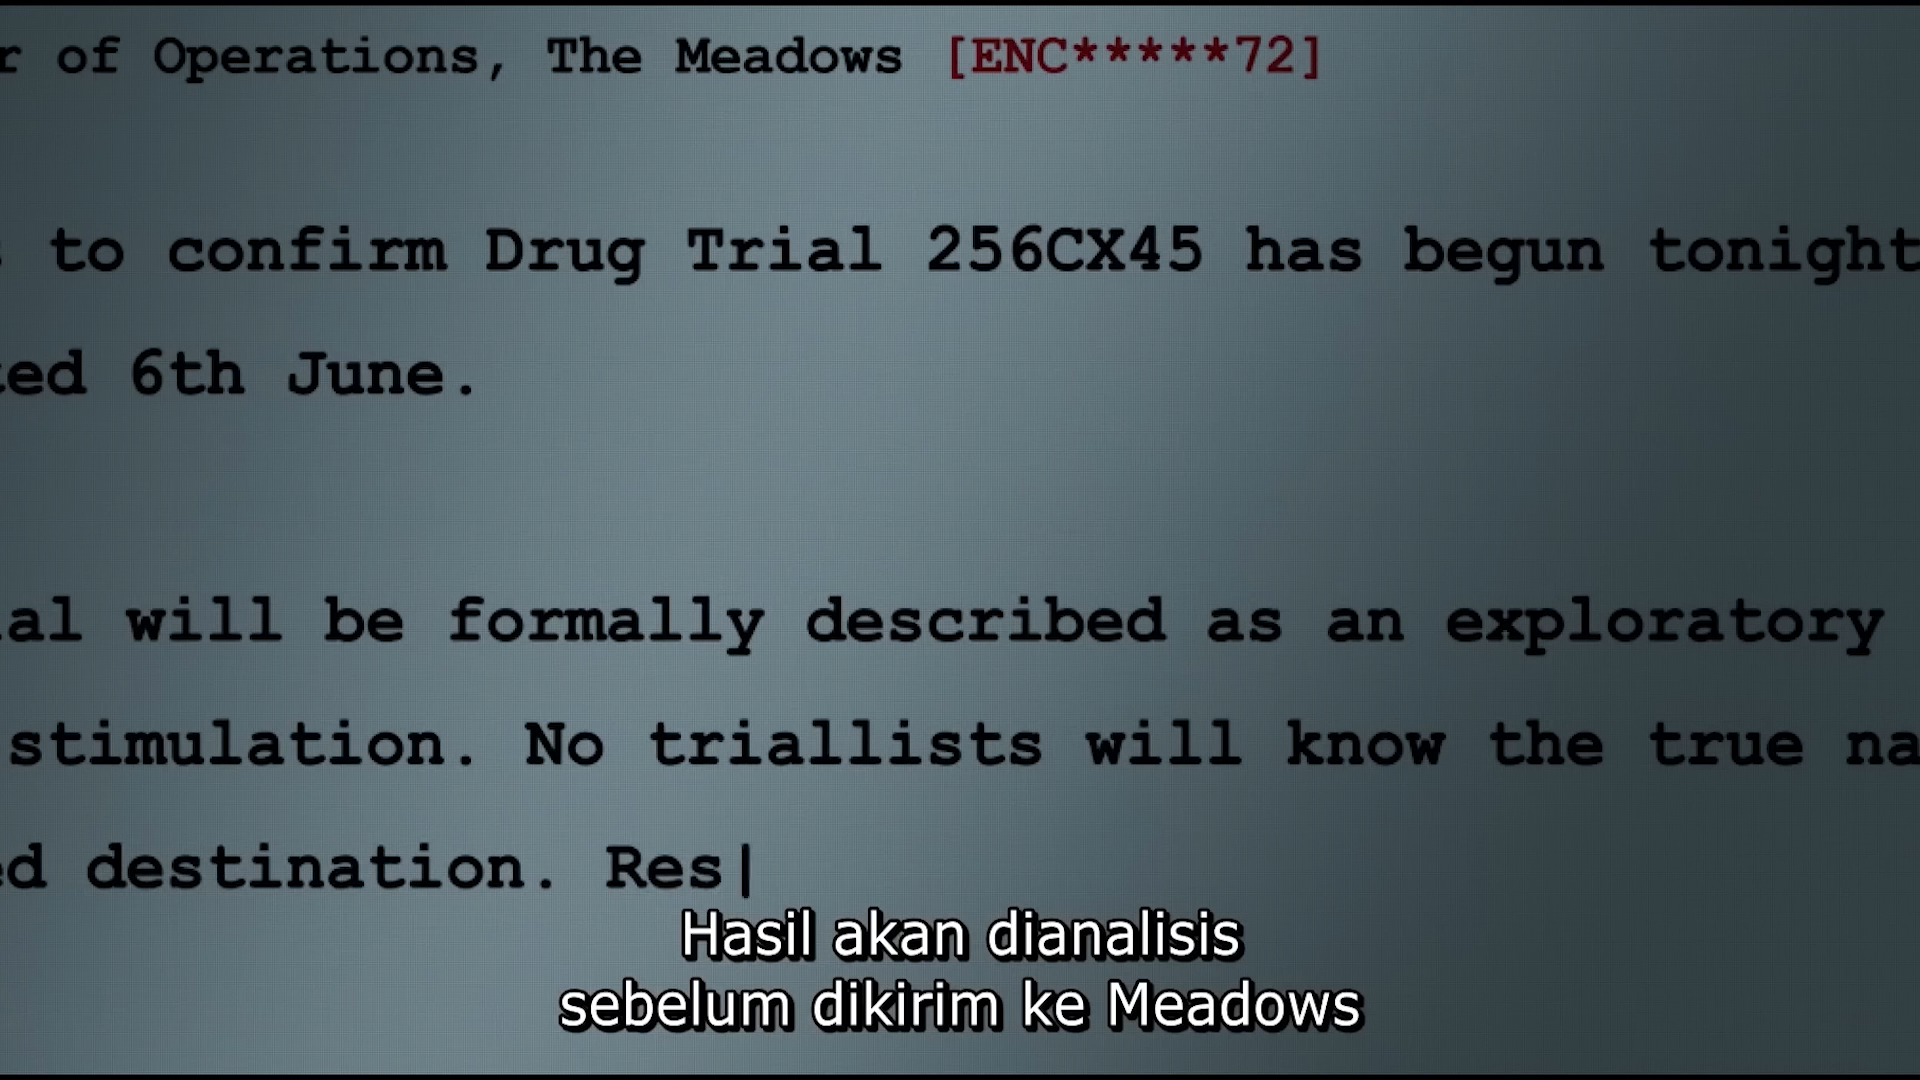 of Operations, The Meadows [ENC*****72]
to confirm Drug Trial 256CX45 has begun tonight
6th June.
will be formally described as an exploratory
stimulation. No triallists will know the true na
destination. Res|
Hasil akan dianalisis
sebelum dikirim ke Meadows